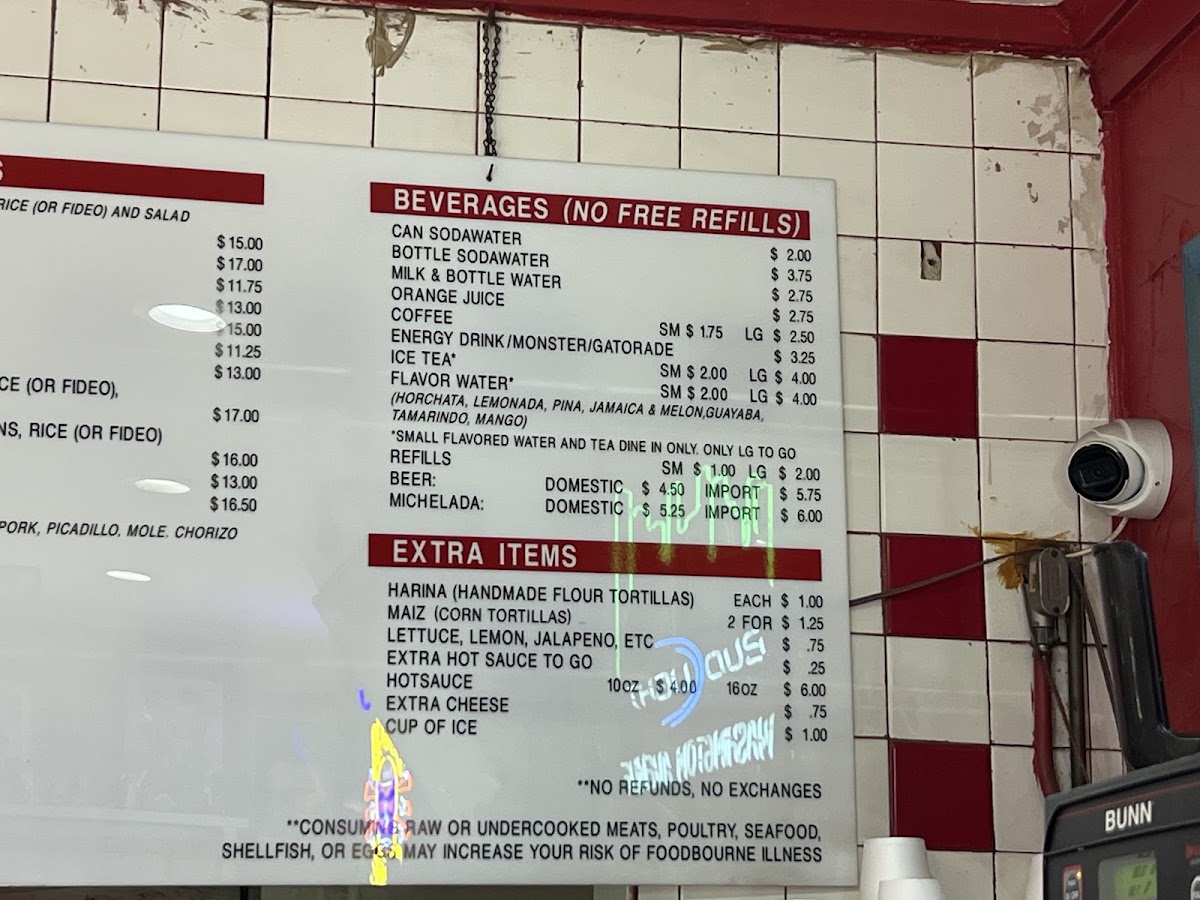 S
RICE (OR FIDEO) AND SALAD
$ 15.00
$ 17.00
$ 11.75
$ 13.00
$ 15.00
$ 11.25
$ 13.00
CE (OR FIDEO),
$ 17.00
NS, RICE (OR FIDEO)
$ 16.00
$ 13.00
$ 16.50
PORK, PICADILLO, MOLE, CHORIZO
BEVERAGES (NO FREE REFILLS)
CAN SODAWATER $ 2.00
BOTTLE SODAWATER $ 3.75
MILK & BOTTLE WATER $ 2.75
ORANGE JUICE $ 2.75
COFFEE SM $ 1.75 LG $ 2.50
ENERGY DRINK/MONSTER/GATORADE $ 3.25
ICE TEA* SM $ 2.00 LG $ 4.00
FLAVOR WATER* SM $ 2.00 LG $ 4.00
(HORCHATA, LEMONADA, PINA, JAMAICA & MELON,GUAYABA,
TAMARINDO, MANGO)
*SMALL FLAVORED WATER AND TEA DINE IN ONLY. ONLY LG TO GO
REFILLS SM $ 1.00 LG $ 2.00
BEER: DOMESTIC $ 4.50 IMPORT $ 5.75
MICHELADA: DOMESTIC $ 5.25 IMPORT $ 6.00
EXTRA ITEMS
HARINA (HANDMADE FLOUR TORTILLAS) EACH $ 1.00
MAIZ (CORN TORTILLAS) 2 FOR $ 1.25
LETTUCE, LEMON, JALAPENO, ETC $ .75
EXTRA HOT SAUCE TO GO $ .25
HOTSAUCE 10OZ $ 4.00 16OZ $ 6.00
EXTRA CHEESE $ .75
CUP OF ICE $ 1.00
**NO REFUNDS, NO EXCHANGES
**CONSUMING RAW OR UNDERCOOKED MEATS, POULTRY, SEAFOOD,
SHELLFISH, OR EGGS MAY INCREASE YOUR RISK OF FOODBOURNE ILLNESS
BUNN